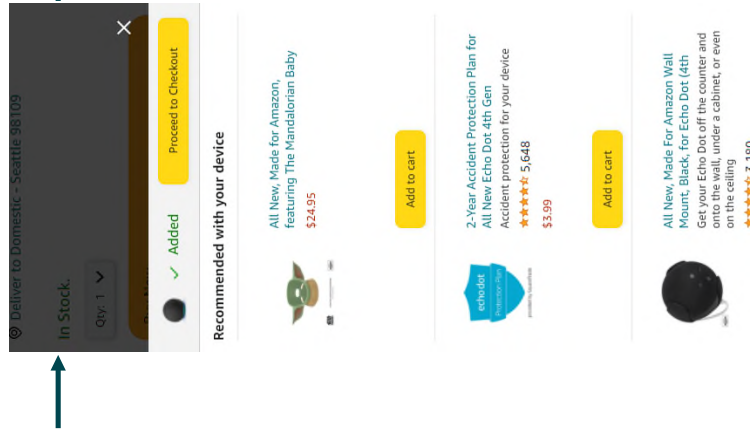 Deliver to Domestic - Seattle 98109
In Stock.
Qty: 1
Added
Proceed to Checkout
Recommended with your device
All New, Made for Amazon,
featuring The Mandalorian Baby
$24.95
Add to cart
echo dot
Protection Plan
2-Year Accident Protection Plan for
All New Echo Dot 4th Gen
Accident protection for your device
5,648
$3.99
Add to cart
All New, Made For Amazon Wall
Mount, Black, for Echo Dot (4th
Get your Echo Dot off the counter and
onto the wall, under a cabinet, or even
on the ceiling